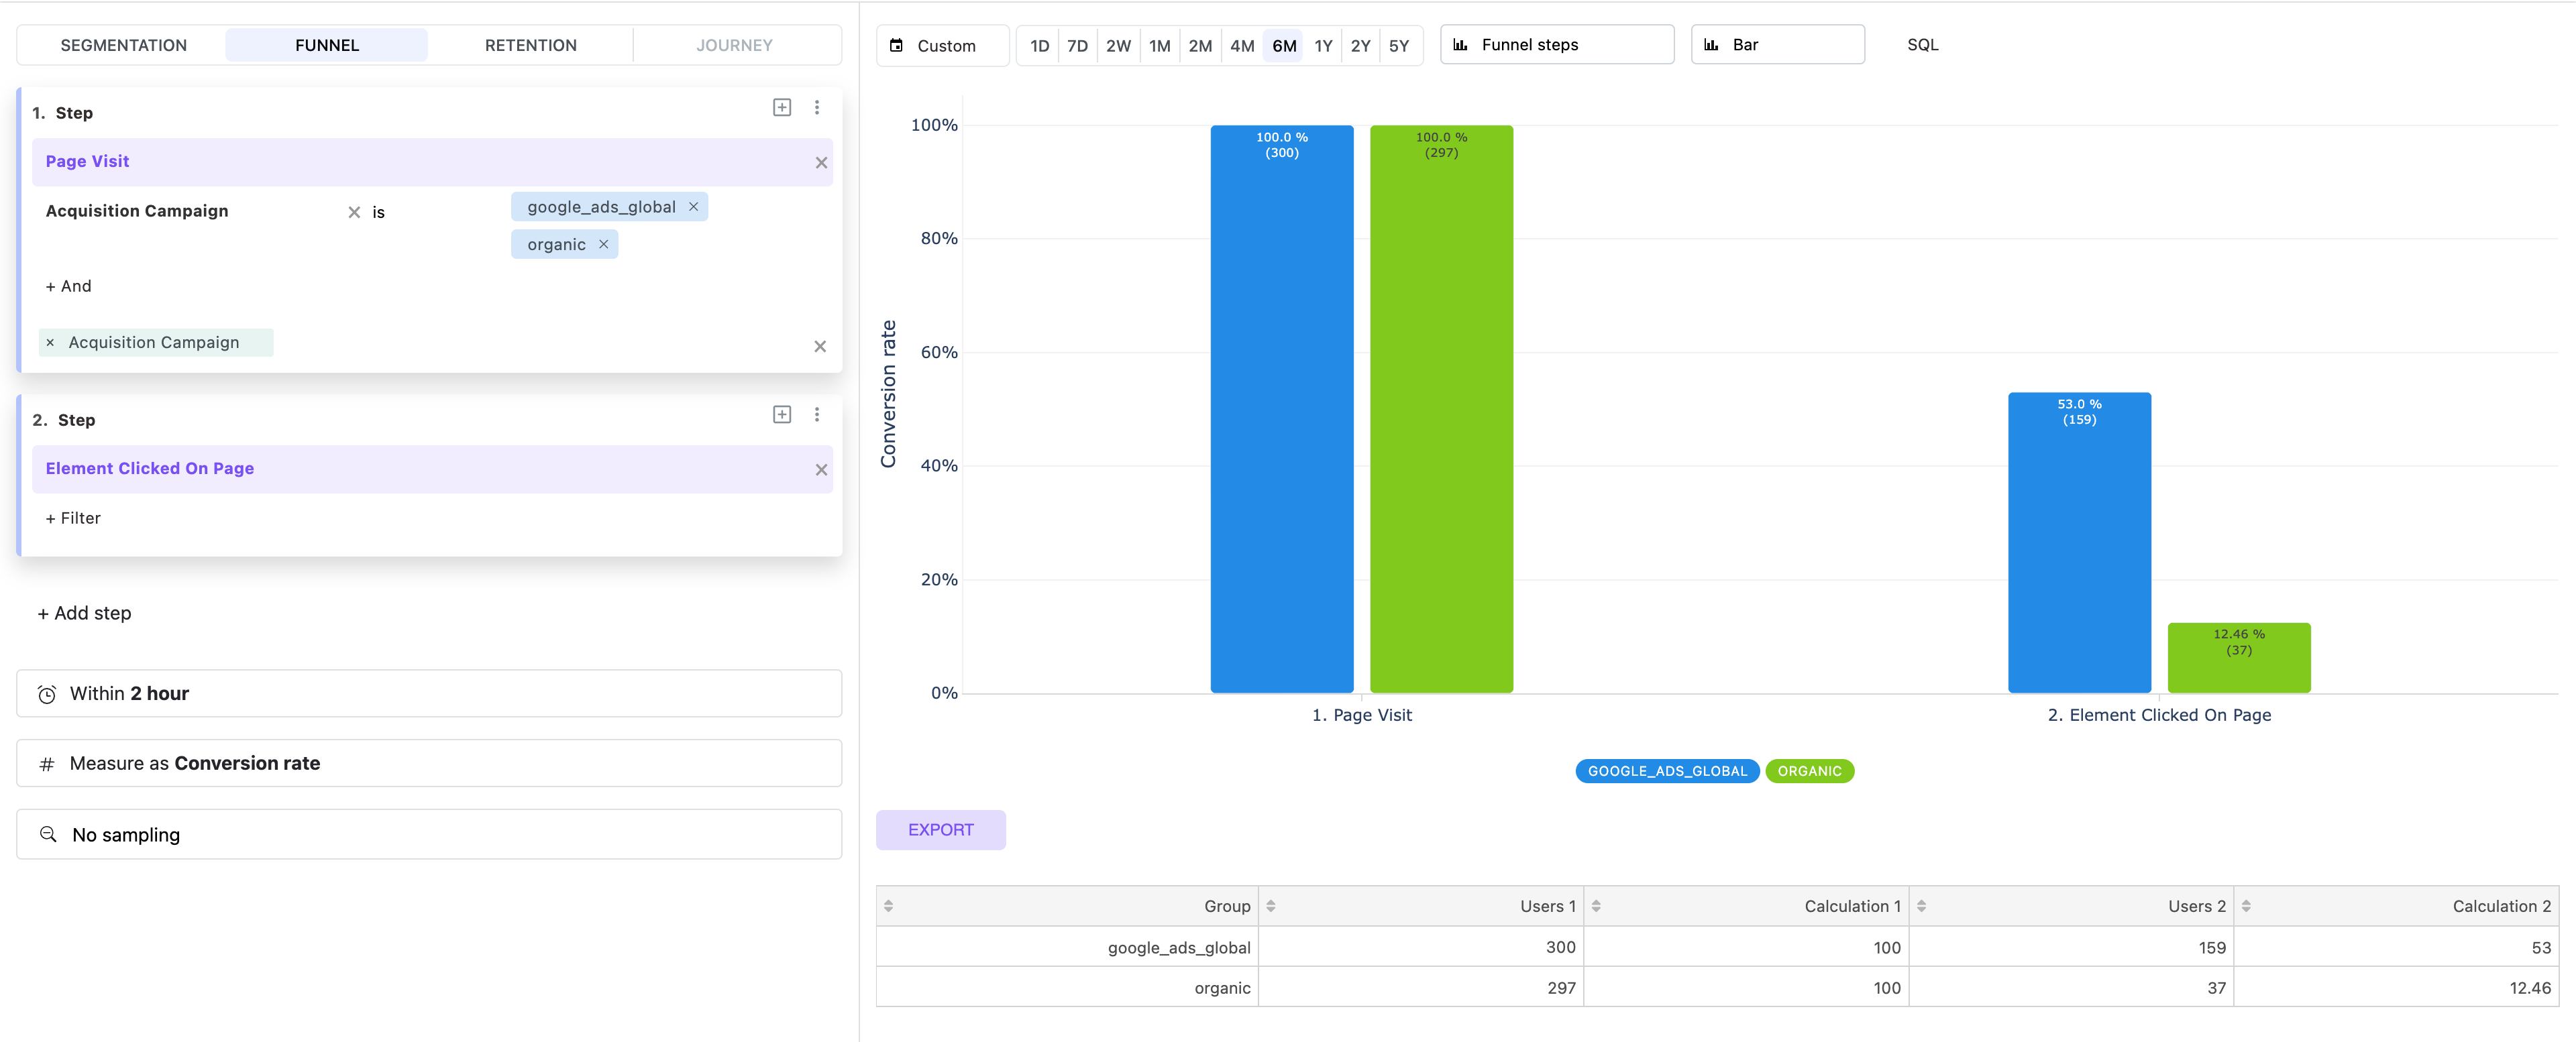 SEGMENTATION FUNNEL RETENTION JOURNEY
1. Step
Page Visit
Acquisition Campaign is google_ads_global
organic
+ And
Acquisition Campaign
2. Step
Element Clicked On Page
+ Filter
+ Add step
Within 2 hour
# Measure as Conversion rate
No sampling
Custom 1D 7D 2W 1M 2M 4M 6M 1Y 2Y 5Y Funnel steps Bar SQL
Conversion rate
100%
80%
60%
40%
20%
0%
100.0 %
(300)
100.0 %
(297)
53.0 %
(159)
12.46 %
(37)
1. Page Visit
2. Element Clicked On Page
GOOGLE_ADS_GLOBAL ORGANIC
EXPORT
Group Users 1 Calculation 1 Users 2 Calculation 2
google_ads_global 300 100 159 53
organic 297 100 37 12.46